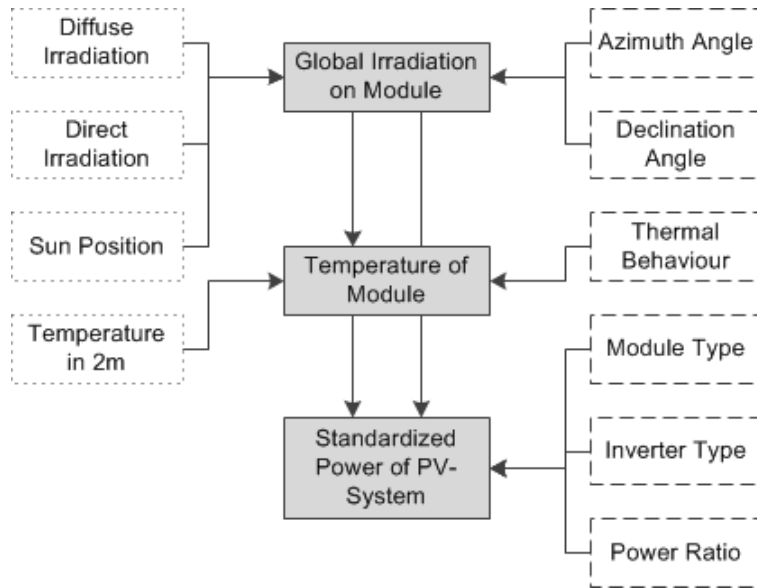 Diffuse
Irradiation
Direct
Irradiation
Sun Position
Temperature
in 2m
Global Irradiation
on Module
Temperature of
Module
Standardized
Power of PV-
System
Azimuth Angle
Declination
Angle
Thermal
Behaviour
Module Type
Inverter Type
Power Ratio